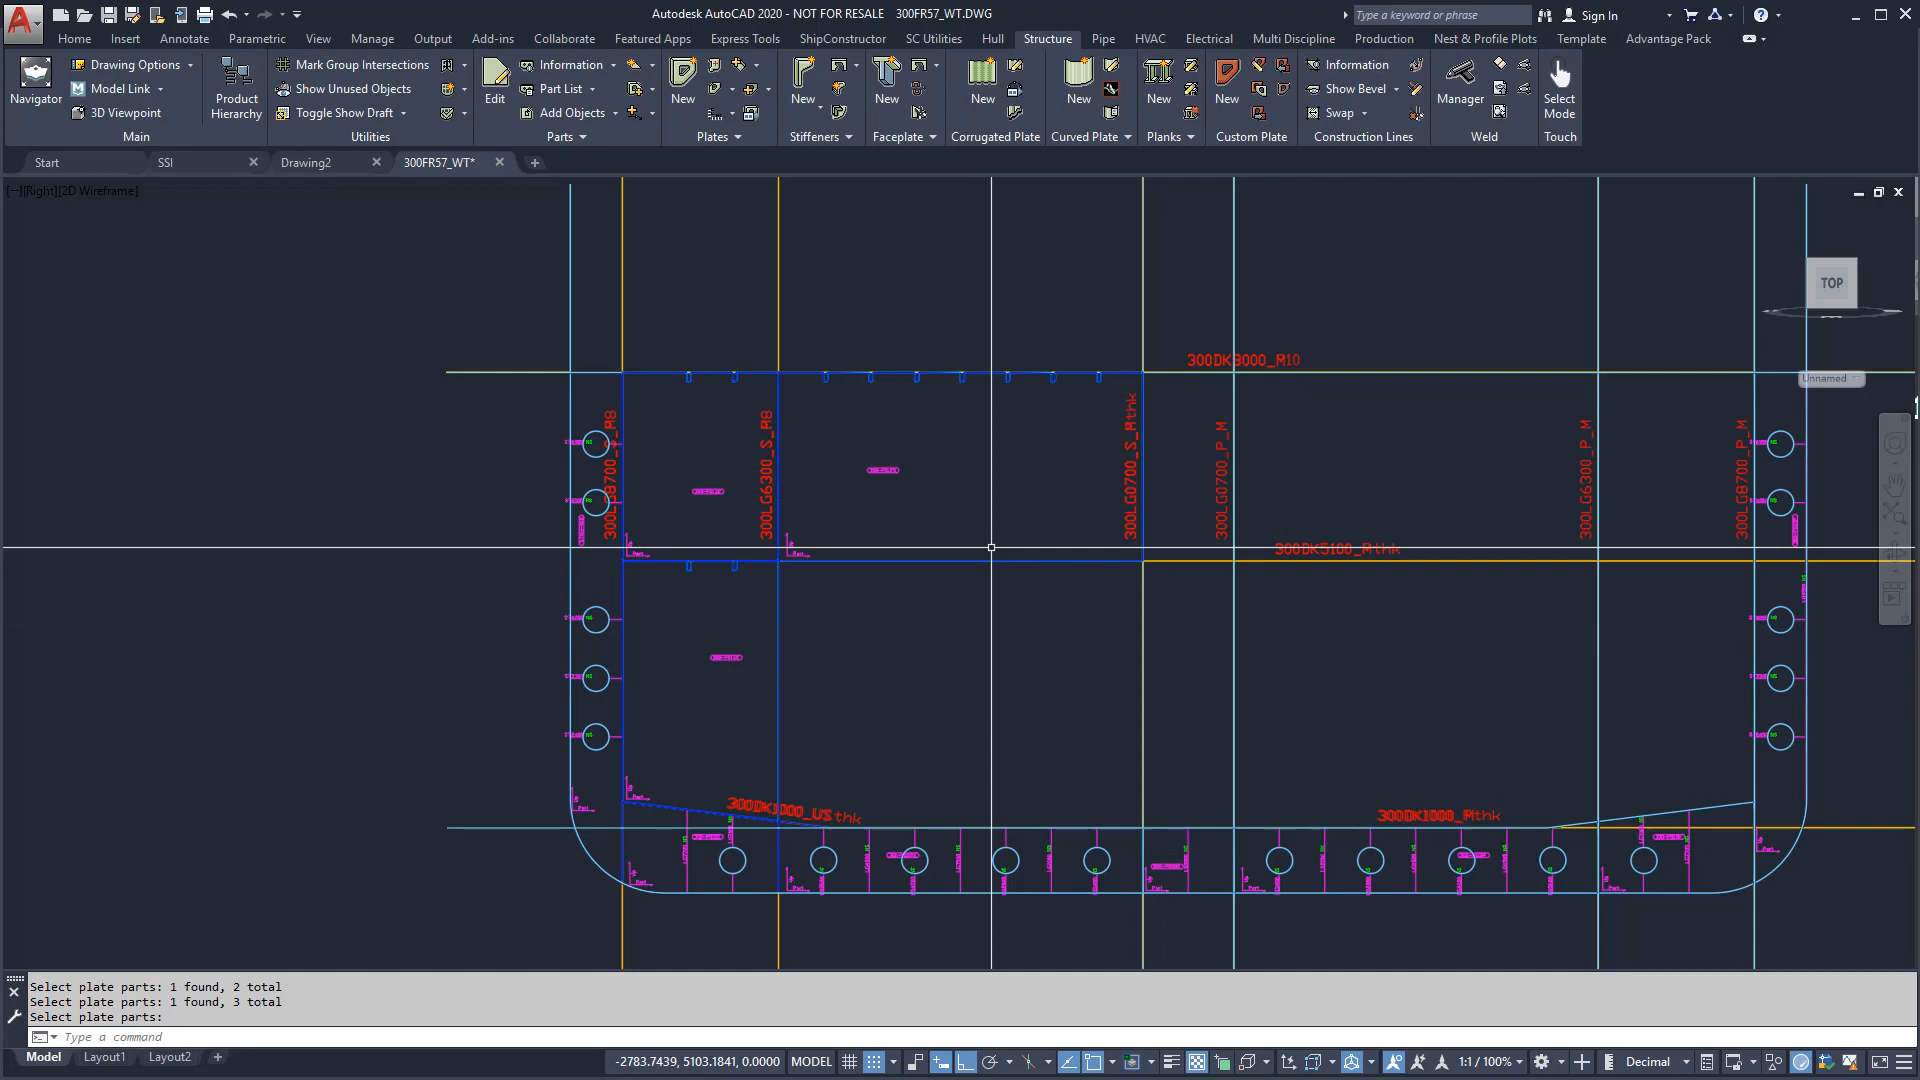 Autodesk AutoCAD 2020 - NOT FOR RESALE 300FR57_WT.DWG
Type a keyword or phrase
Sign In
Home Insert Annotate Parametric View Manage Output Add-ins Collaborate Featured Apps Express Tools ShipConstructor SC Utilities Hull Structure Pipe HVAC Electrical Multi Discipline Production Nest & Profile Plots Template Advantage Pack
Navigator
Drawing Options
Model Link
3D Viewpoint
Main
Product Hierarchy
Mark Group Intersections
Show Unused Objects
Toggle Show Draft
Utilities
Edit
Information
Part List
Add Objects
Parts
New
Plates
New
Stiffeners
New
Faceplate
New
Corrugated Plate
New
Curved Plate
New
Planks
New
Custom Plate
Information
Show Bevel
Swap
Construction Lines
Manager
Weld
Select Mode
Touch
Start SSI Drawing2 300FR57_WT*
[−][Right][2D Wireframe]
TOP
Unnamed
300DK3000_M10
300LG8700_S_M8
300LG6300_S_M8
300LG0700_S_Mthk
300LG0700_P_M
300LG6300_P_M
300LG8700_P_M
300DK5100_Mthk
300DK1000_US thk
300DK1000_Mthk
Select plate parts: 1 found, 2 total
Select plate parts: 1 found, 3 total
Select plate parts:
Type a command
Model Layout1 Layout2
-2783.7439, 5103.1841, 0.0000 MODEL 1:1 / 100% Decimal